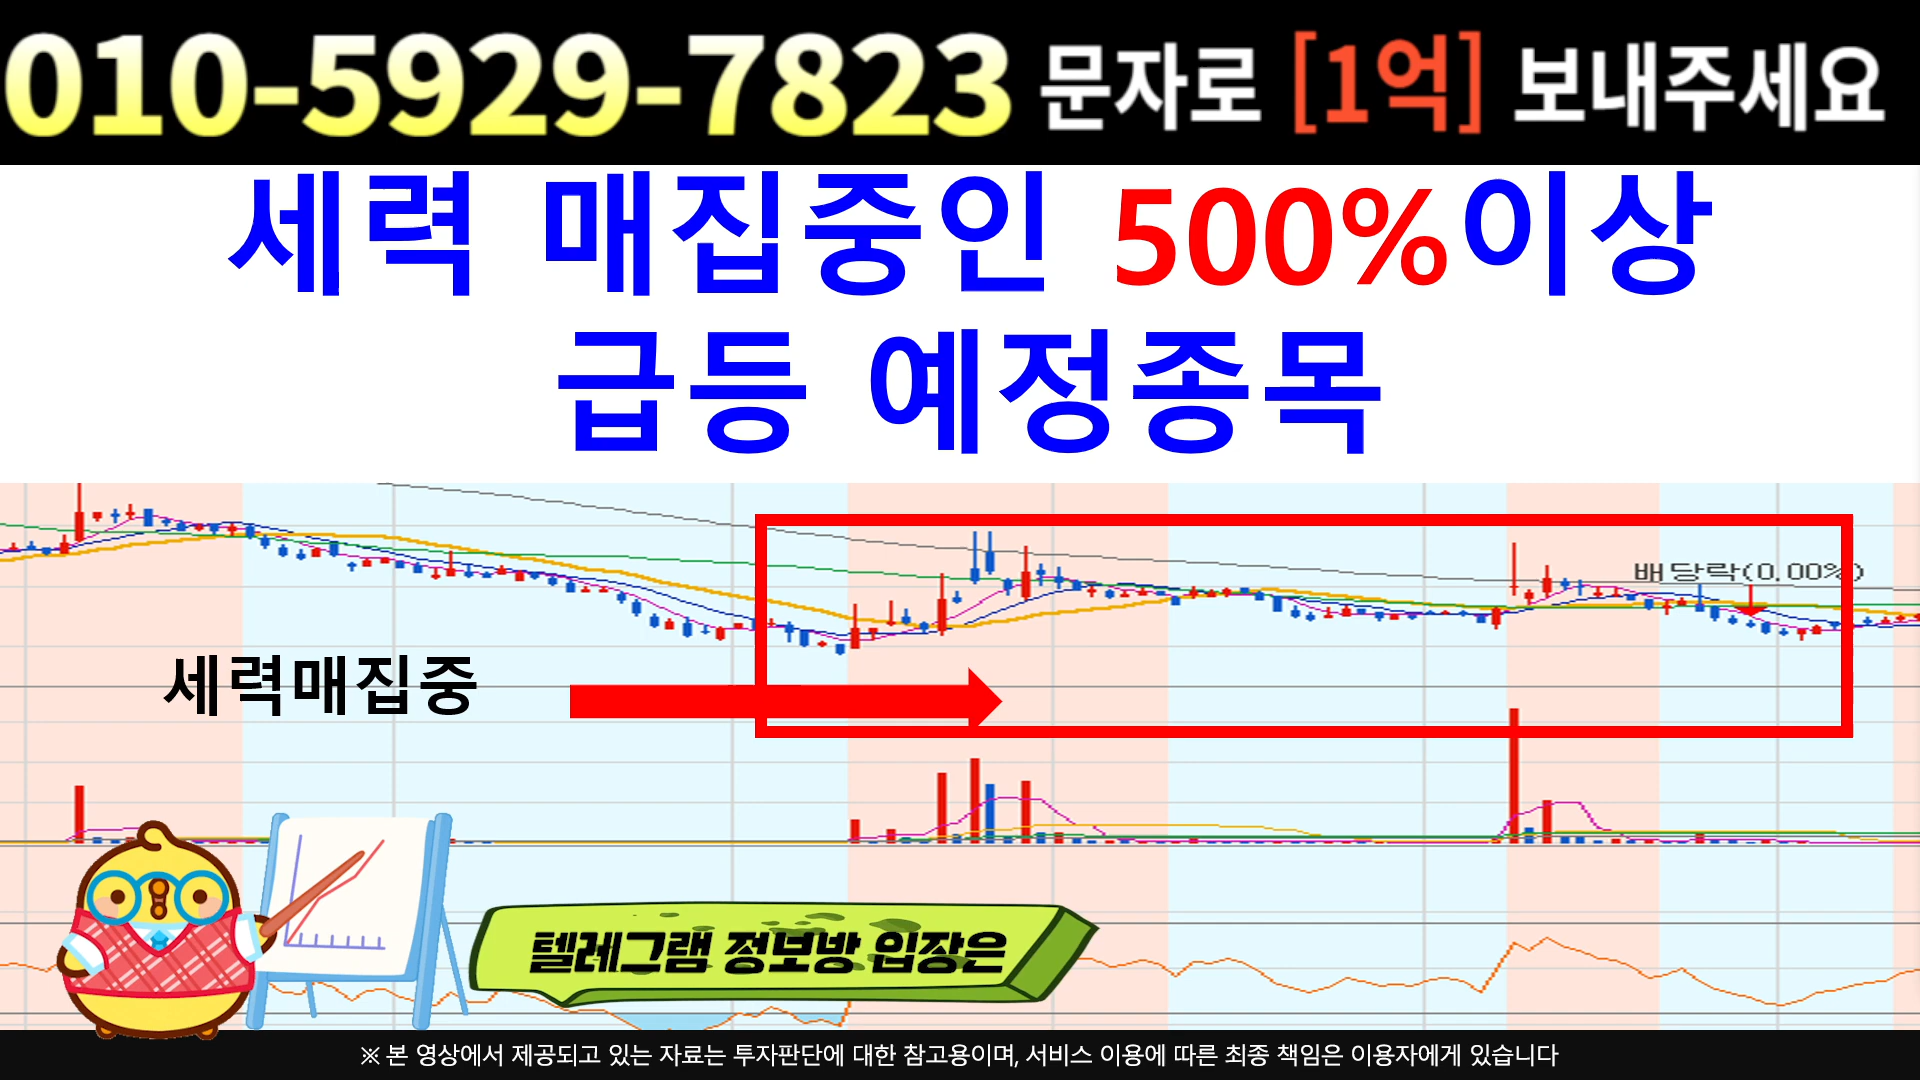 010-5929-7823 문자로 [1억] 보내주세요
세력 매집중인 500%이상
급등 예정종목
배당락(0.00%)
세력매집중
텔레그램 정보방 입장은
※ 본 영상에서 제공되고 있는 자료는 투자판단에 대한 참고용이며, 서비스 이용에 따른 최종 책임은 이용자에게 있습니다